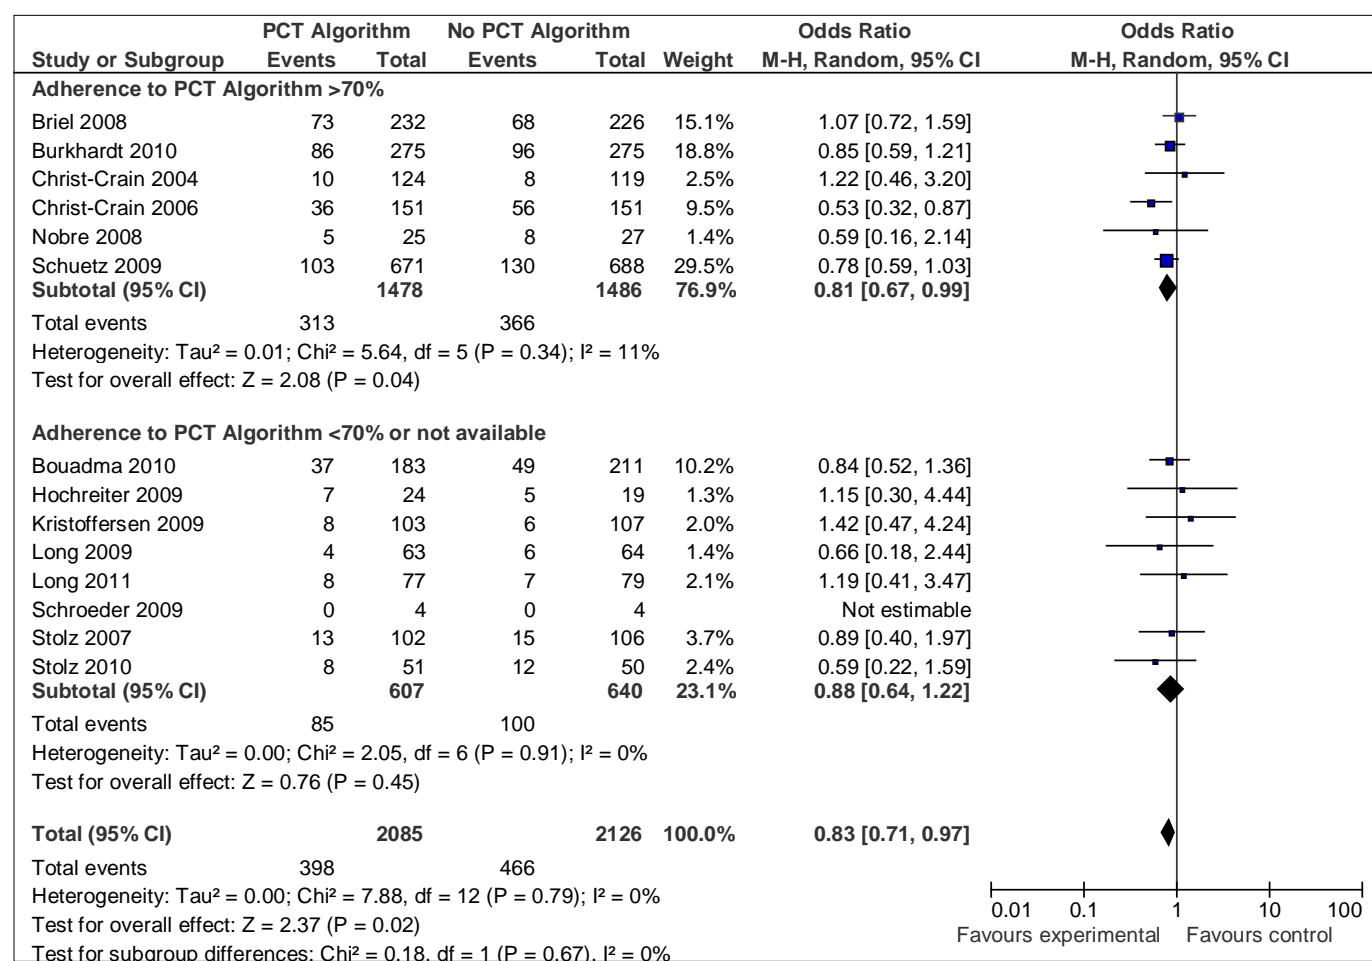 PCT Algorithm No PCT Algorithm Odds Ratio Odds Ratio
Study or Subgroup Events Total Events Total Weight M-H, Random, 95% CI M-H, Random, 95% CI
Adherence to PCT Algorithm >70%
Briel 2008 73 232 68 226 15.1% 1.07 [0.72, 1.59]
Burkhardt 2010 86 275 96 275 18.8% 0.85 [0.59, 1.21]
Christ-Crain 2004 10 124 8 119 2.5% 1.22 [0.46, 3.20]
Christ-Crain 2006 36 151 56 151 9.5% 0.53 [0.32, 0.87]
Nobre 2008 5 25 8 27 1.4% 0.59 [0.16, 2.14]
Schuetz 2009 103 671 130 688 29.5% 0.78 [0.59, 1.03]
Subtotal (95% CI) 1478 1486 76.9% 0.81 [0.67, 0.99]
Total events 313 366
Heterogeneity: Tau² = 0.01; Chi² = 5.64, df = 5 (P = 0.34); I² = 11%
Test for overall effect: Z = 2.08 (P = 0.04)
Adherence to PCT Algorithm <70% or not available
Bouadma 2010 37 183 49 211 10.2% 0.84 [0.52, 1.36]
Hochreiter 2009 7 24 5 19 1.3% 1.15 [0.30, 4.44]
Kristoffersen 2009 8 103 6 107 2.0% 1.42 [0.47, 4.24]
Long 2009 4 63 6 64 1.4% 0.66 [0.18, 2.44]
Long 2011 8 77 7 79 2.1% 1.19 [0.41, 3.47]
Schroeder 2009 0 4 0 4 Not estimable
Stolz 2007 13 102 15 106 3.7% 0.89 [0.40, 1.97]
Stolz 2010 8 51 12 50 2.4% 0.59 [0.22, 1.59]
Subtotal (95% CI) 607 640 23.1% 0.88 [0.64, 1.22]
Total events 85 100
Heterogeneity: Tau² = 0.00; Chi² = 2.05, df = 6 (P = 0.91); I² = 0%
Test for overall effect: Z = 0.76 (P = 0.45)
Total (95% CI) 2085 2126 100.0% 0.83 [0.71, 0.97]
Total events 398 466
Heterogeneity: Tau² = 0.00; Chi² = 7.88, df = 12 (P = 0.79); I² = 0%
Test for overall effect: Z = 2.37 (P = 0.02)
Test for subgroup differences: Chi² = 0.18, df = 1 (P = 0.67), I² = 0%
0.01 0.1 1 10 100
Favours experimental Favours control